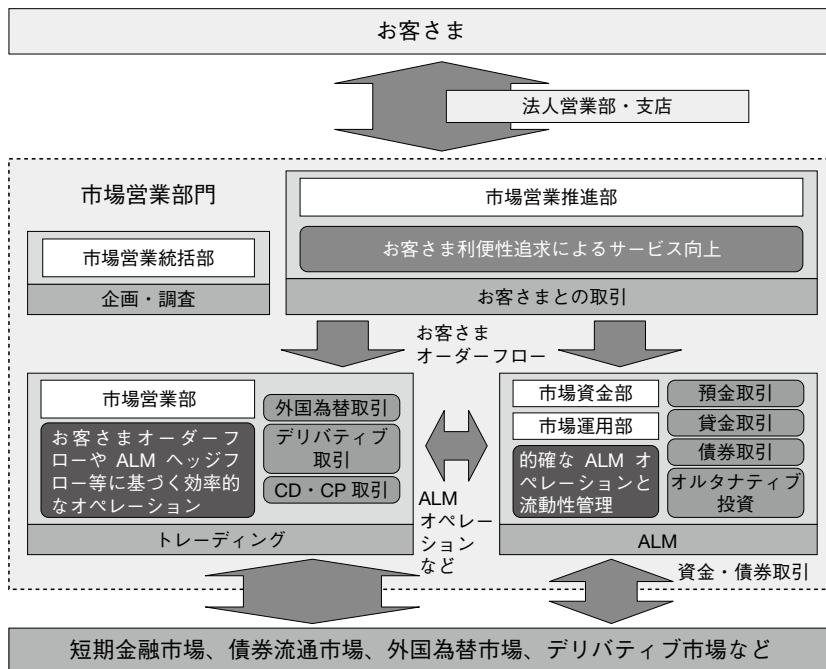 お客さま
法人営業部・支店
市場営業部門
市場営業推進部
お客さま利便性追求によるサービス向上
お客さまとの取引
市場営業統括部
企画・調査
お客さま
オーダーフロー
市場営業部
お客さまオーダーフ
ローや ALM ヘッジフ
ロー等に基づく効率的
なオペレーション
外国為替取引
デリバティブ
取引
CD・CP 取引
トレーディング
ALM
オペレー
ション
など
市場資金部
市場運用部
的確な ALM オ
ペレーションと
流動性管理
預金取引
貸金取引
債券取引
オルタナティブ
投資
ALM
資金・債券取引
短期金融市場、債券流通市場、外国為替市場、デリバティブ市場など